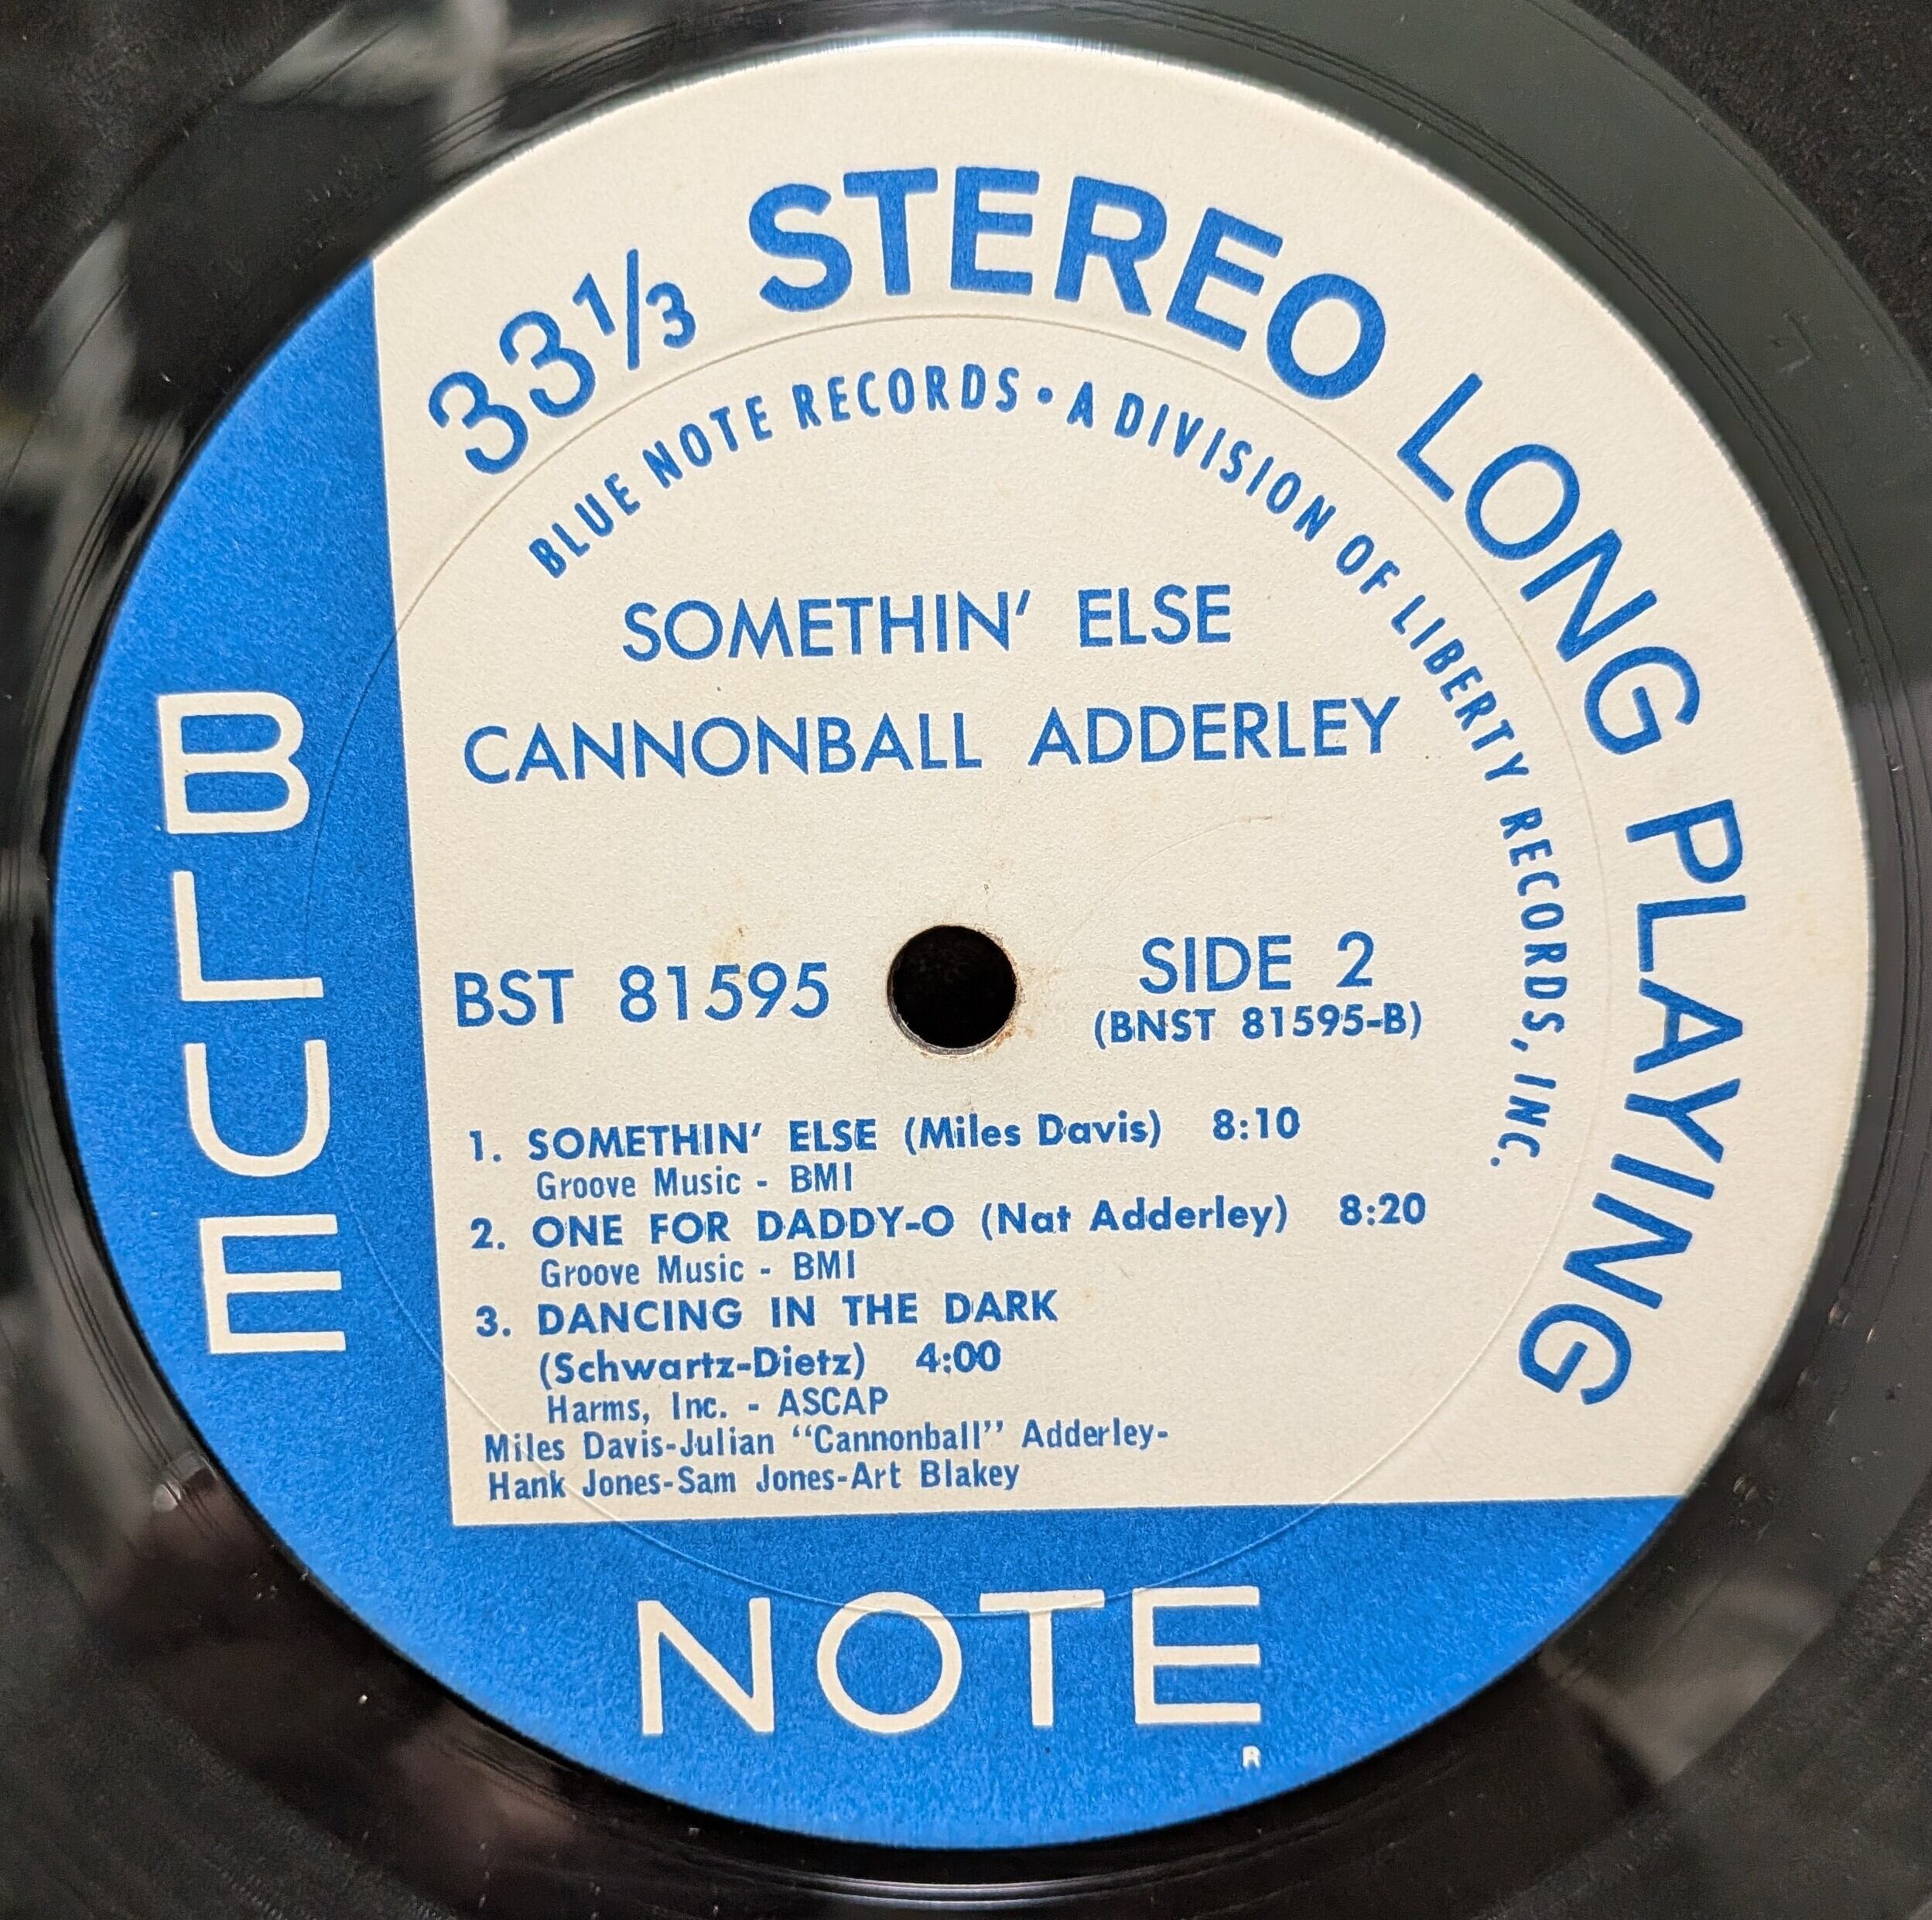 33⅓ STEREO LONG PLAYING
BLUE NOTE RECORDS • A DIVISION OF LIBERTY RECORDS, INC.
SOMETHIN' ELSE
CANNONBALL ADDERLEY
BST 81595
SIDE 2
(BNST 81595-B)
1. SOMETHIN' ELSE (Miles Davis) 8:10
Groove Music - BMI
2. ONE FOR DADDY-O (Nat Adderley) 8:20
Groove Music - BMI
3. DANCING IN THE DARK
(Schwartz-Dietz) 4:00
Harms, Inc. - ASCAP
Miles Davis-Julian “Cannonball” Adderley-
Hank Jones-Sam Jones-Art Blakey
BLUE
NOTE
R